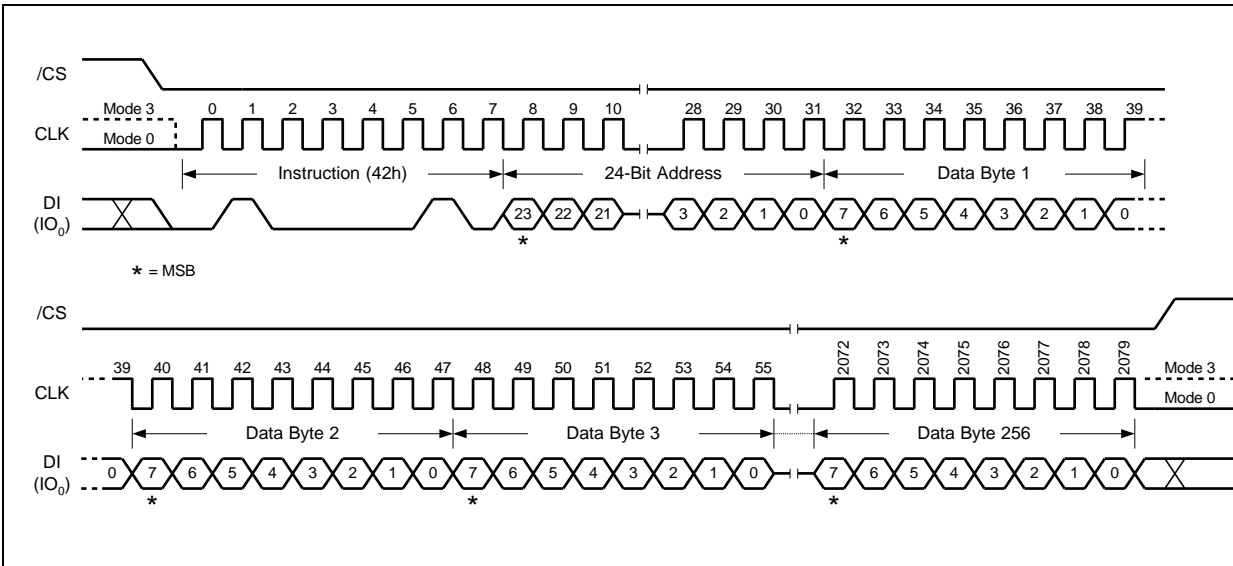 /CS
Mode 3
0 1 2 3 4 5 6 7 8 9 10 28 29 30 31 32 33 34 35 36 37 38 39
CLK
Mode 0
Instruction (42h) 24-Bit Address Data Byte 1
DI
(IO0)
23 22 21 3 2 1 0 7 6 5 4 3 2 1 0
* *
* = MSB
/CS
39 40 41 42 43 44 45 46 47 48 49 50 51 52 53 54 55 2072 2073 2074 2075 2076 2077 2078 2079
Mode 3
CLK
Mode 0
Data Byte 2 Data Byte 3 Data Byte 256
DI
(IO0)
0 7 6 5 4 3 2 1 0 7 6 5 4 3 2 1 0 7 6 5 4 3 2 1 0
* * *